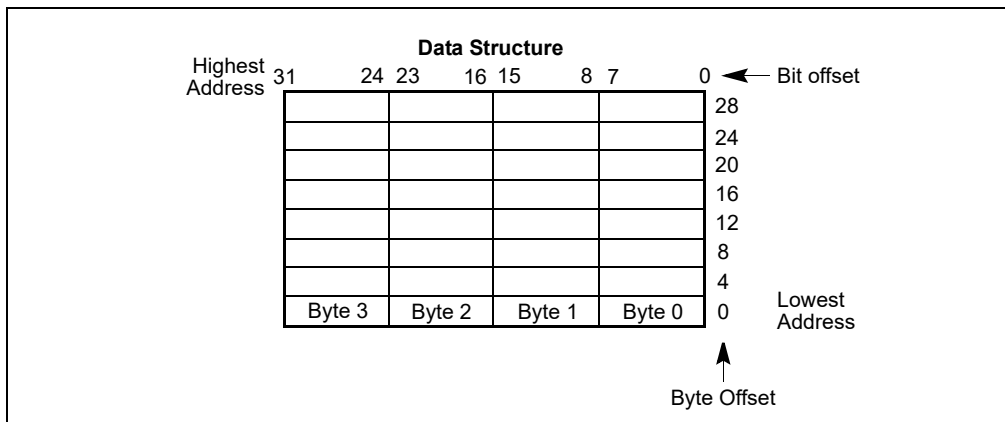 Data Structure
Highest
Address
31 24 23 16 15 8 7 0
Bit offset
28
24
20
16
12
8
4
Byte 3 Byte 2 Byte 1 Byte 0 0
Lowest
Address
Byte Offset